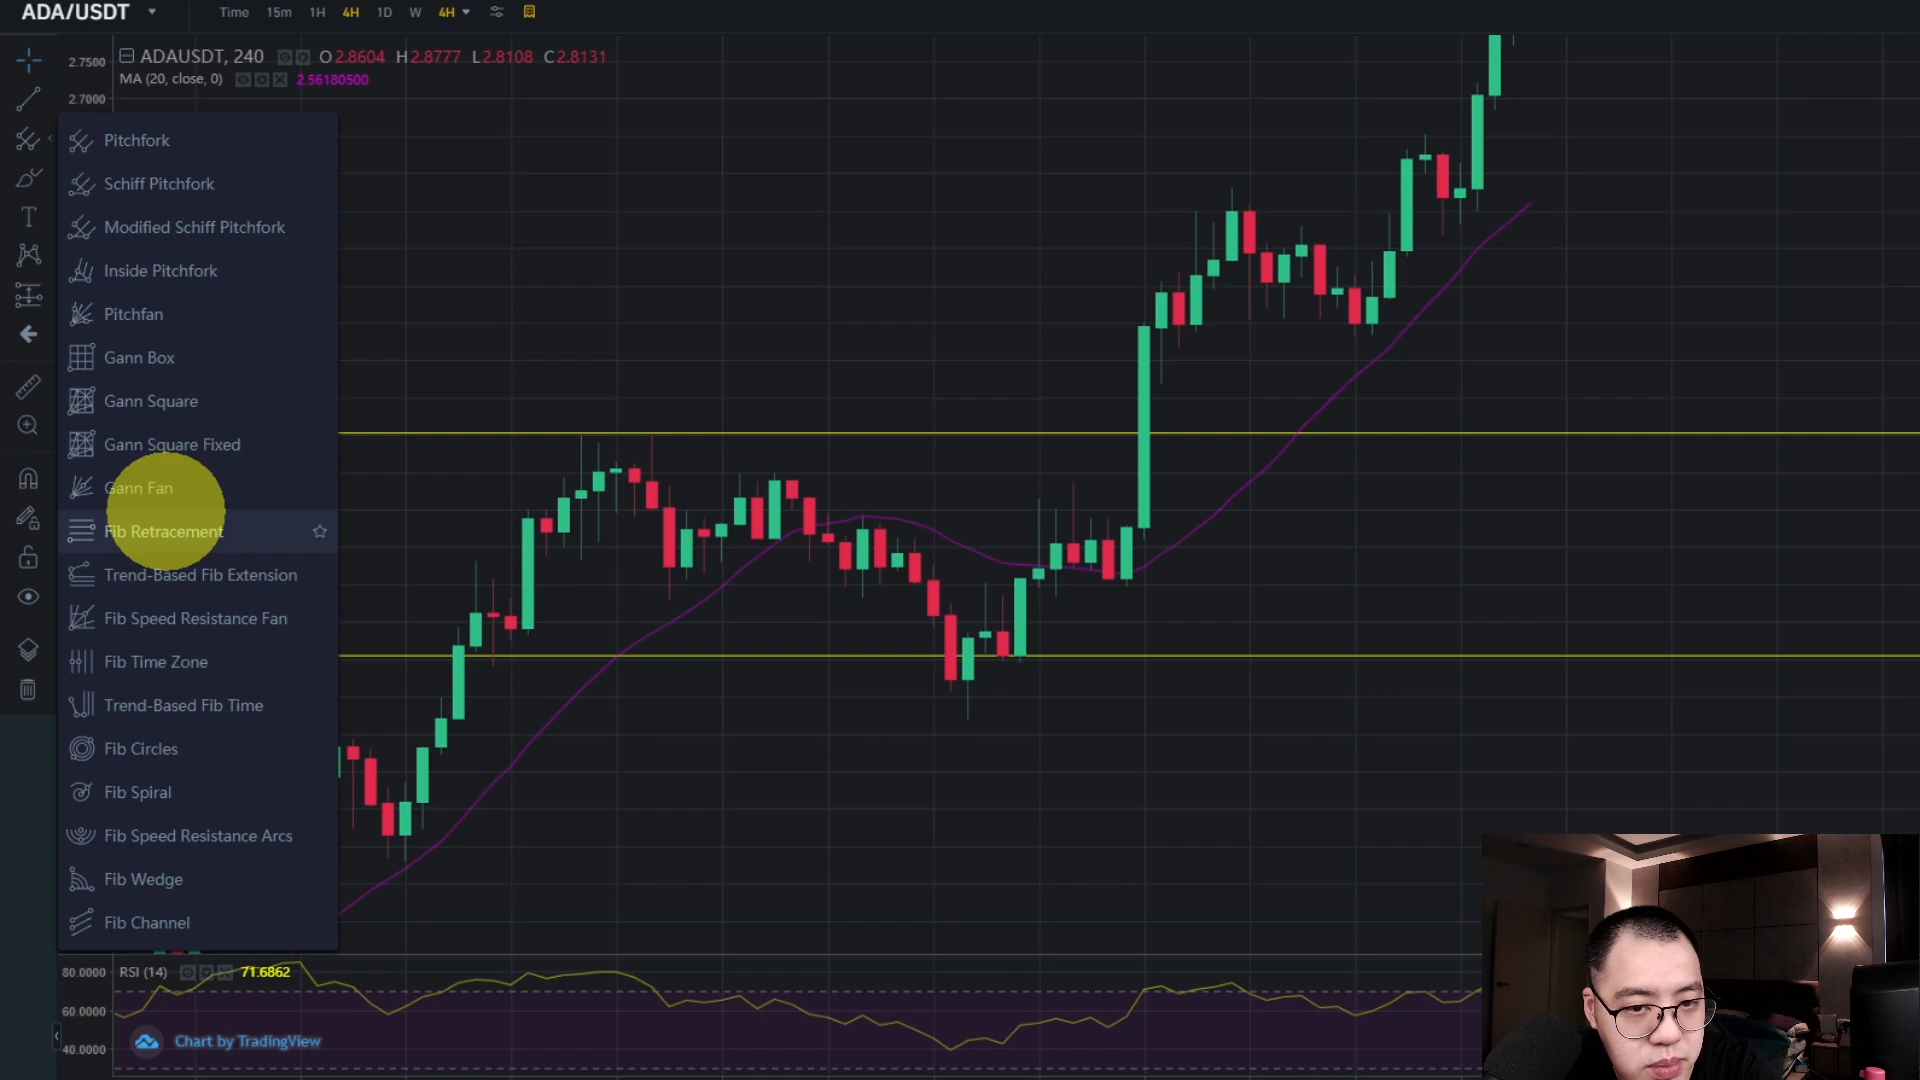 ADA/USDT
Time 15m 1H 4H 1D W 4H
ADAUSDT, 240 O2.8604 H2.8777 L2.8108 C2.8131
MA (20, close, 0) 2.56180500
2.7500
2.7000
Pitchfork
Schiff Pitchfork
Modified Schiff Pitchfork
Inside Pitchfork
Pitchfan
Gann Box
Gann Square
Gann Square Fixed
Gann Fan
Fib Retracement
Trend-Based Fib Extension
Fib Speed Resistance Fan
Fib Time Zone
Trend-Based Fib Time
Fib Circles
Fib Spiral
Fib Speed Resistance Arcs
Fib Wedge
Fib Channel
80.0000 RSI (14) 71.6862
60.0000
Chart by TradingView
40.0000